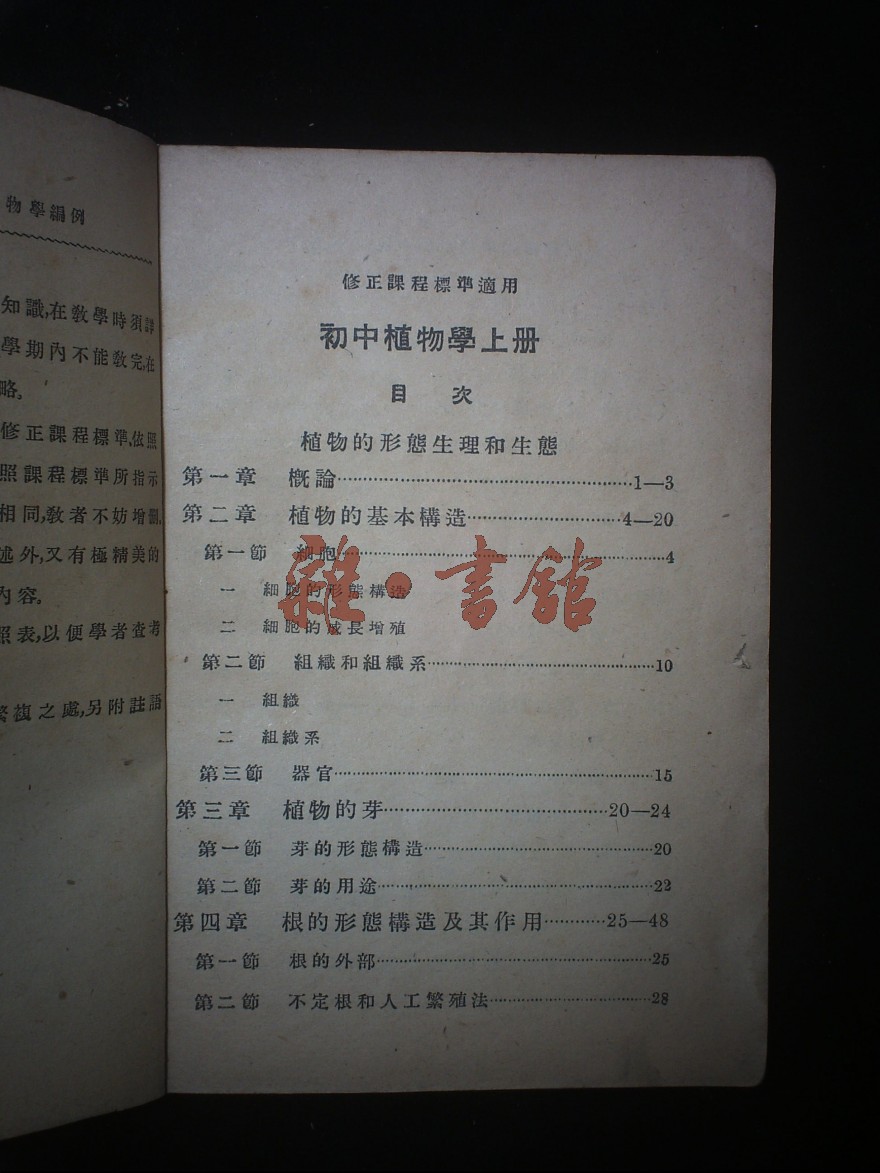 物學編例
知識,在教學時須詳
學期內不能教完,在
略。
修正課程標準,依照
照課程標準所指示
相同,教者不妨增刪,
述外,又有極精美的
內容。
照表,以便學者查考
繁複之處,另附註語
修正課程標準適用
初中植物學上册
目 次
植物的形態生理和生態
第一章 概論……1—3
第二章 植物的基本構造……4—20
第一節 細胞……4
一 細胞的形態構造
二 細胞的成長增殖
第二節 組織和組織系……10
一 組織
二 組織系
第三節 器官……15
第三章 植物的芽……20—24
第一節 芽的形態構造……20
第二節 芽的用途……22
第四章 根的形態構造及其作用……25—48
第一節 根的外部……25
第二節 不定根和人工繁殖法……28
雜·書館